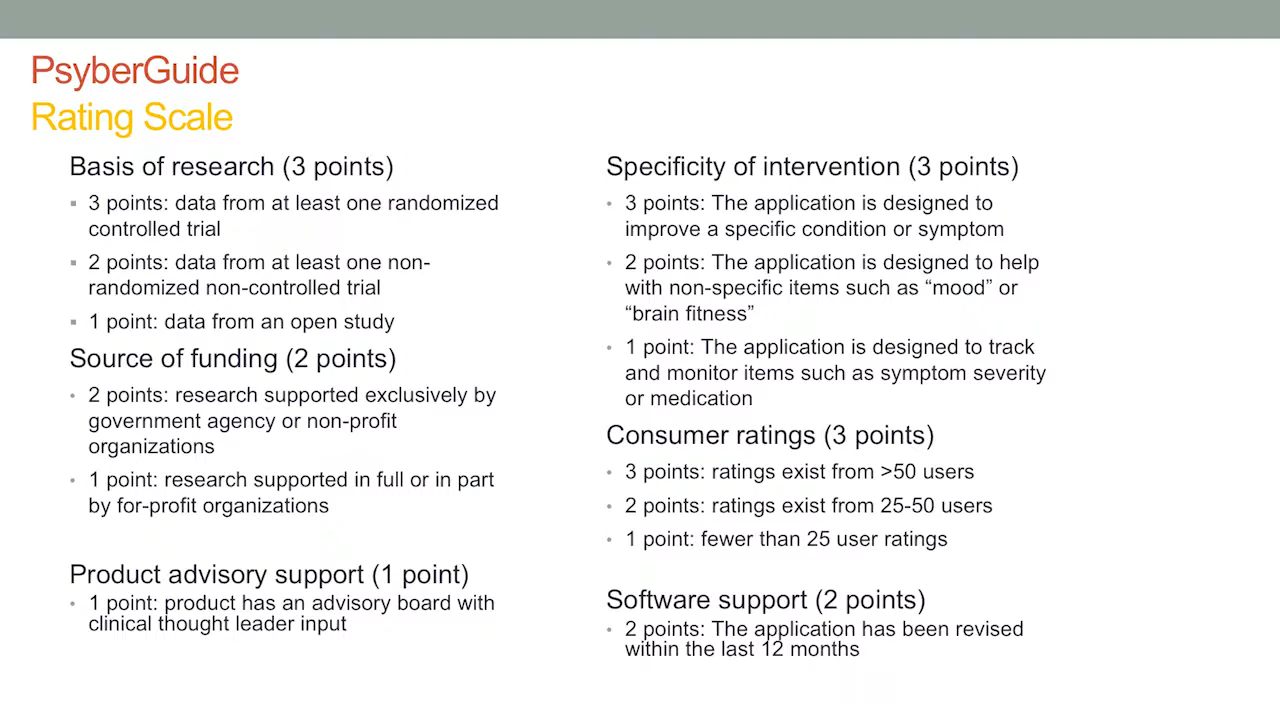 PsyberGuide
Rating Scale
Basis of research (3 points)
▪ 3 points: data from at least one randomized
controlled trial
▪ 2 points: data from at least one non-
randomized non-controlled trial
▪ 1 point: data from an open study
Source of funding (2 points)
• 2 points: research supported exclusively by
government agency or non-profit
organizations
• 1 point: research supported in full or in part
by for-profit organizations
Product advisory support (1 point)
• 1 point: product has an advisory board with
clinical thought leader input
Specificity of intervention (3 points)
• 3 points: The application is designed to
improve a specific condition or symptom
• 2 points: The application is designed to help
with non-specific items such as “mood” or
“brain fitness”
• 1 point: The application is designed to track
and monitor items such as symptom severity
or medication
Consumer ratings (3 points)
• 3 points: ratings exist from >50 users
• 2 points: ratings exist from 25-50 users
• 1 point: fewer than 25 user ratings
Software support (2 points)
• 2 points: The application has been revised
within the last 12 months